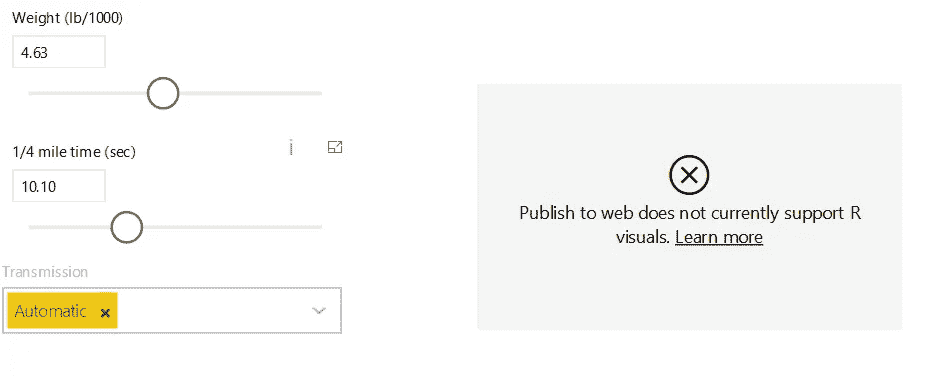 Weight (lb/1000)
4.63
1/4 mile time (sec)
10.10
Transmission
Automatic
Publish to web does not currently support R
visuals. Learn more